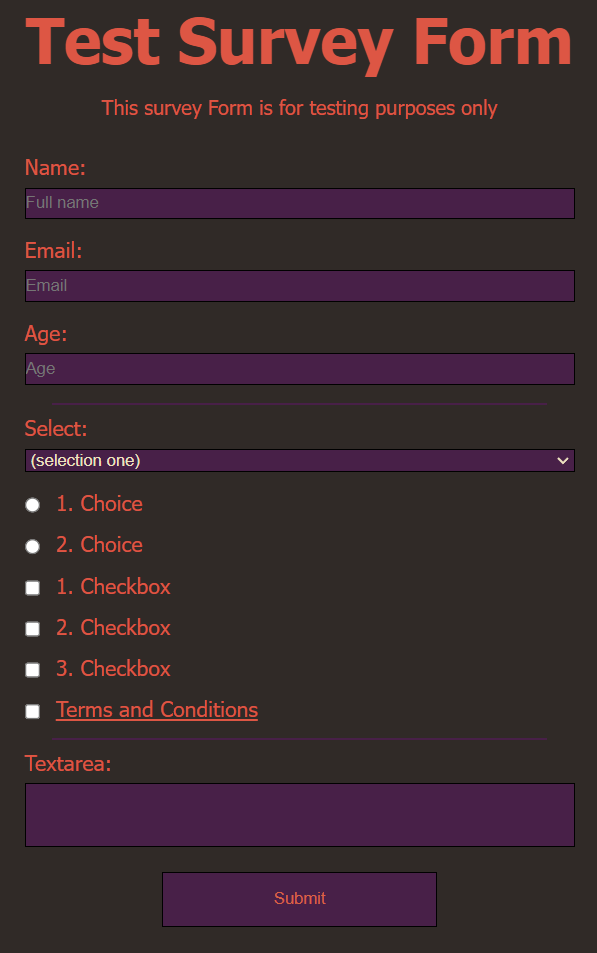 Test Survey Form
This survey Form is for testing purposes only
Name:
Full name
Email:
Email
Age:
Age
Select:
(selection one)
1. Choice
2. Choice
1. Checkbox
2. Checkbox
3. Checkbox
Terms and Conditions
Textarea:
Submit